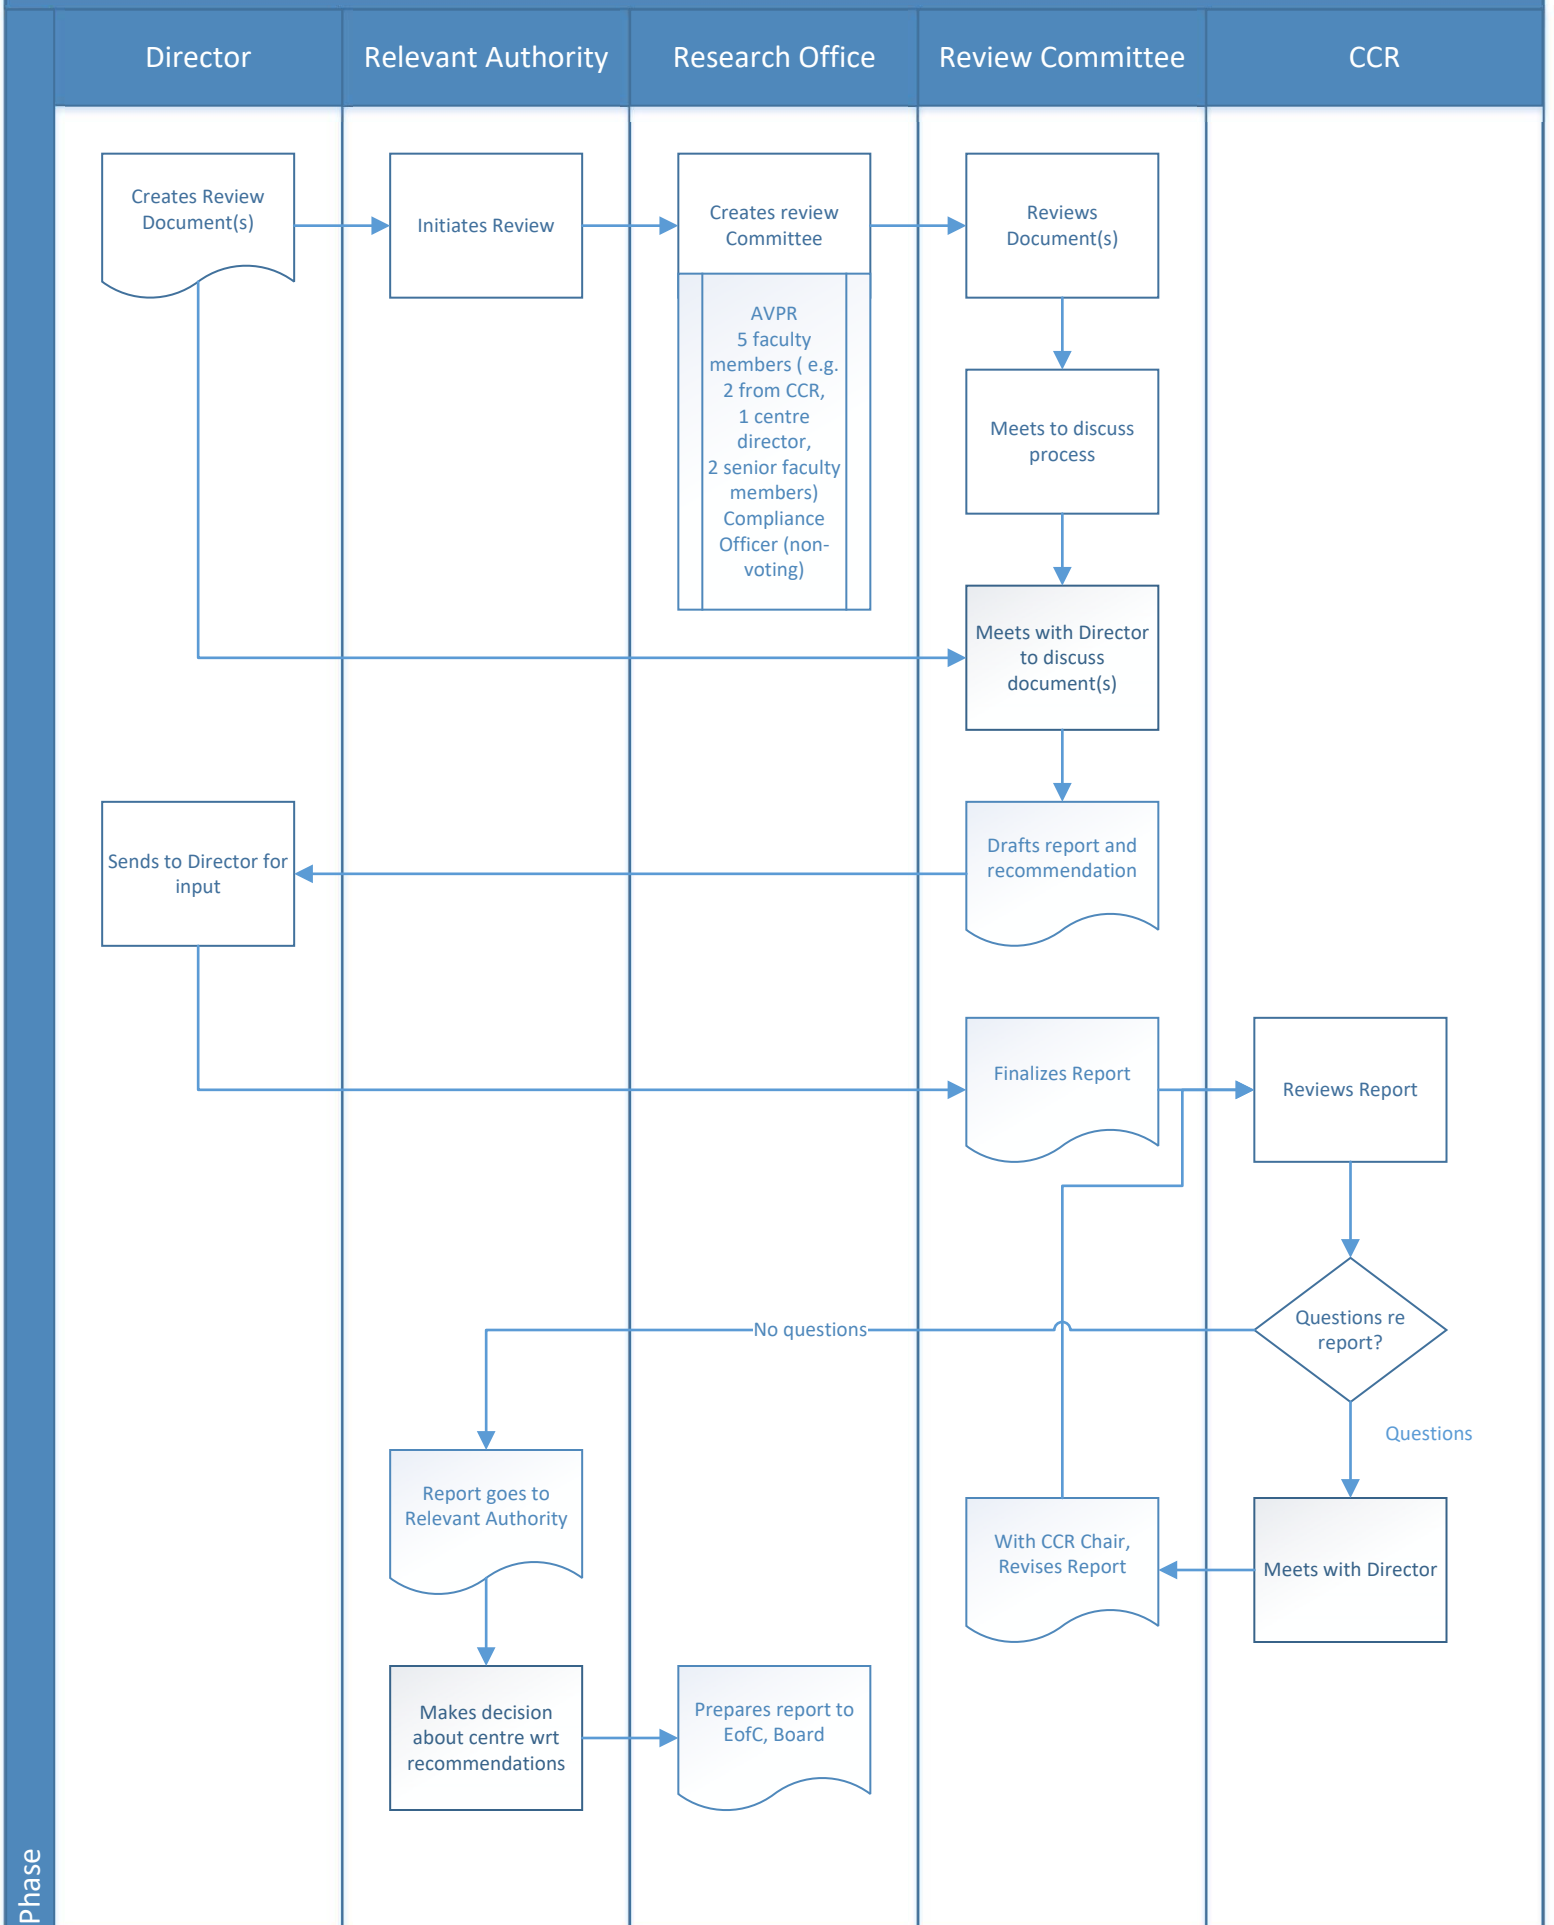 Director
Relevant Authority
Research Office
Review Committee
CCR
Creates Review
Document(s)
Initiates Review
Creates review
Committee
Reviews
Document(s)
AVPR
5 faculty
members ( e.g.
2 from CCR,
1 centre
director,
2 senior faculty
members)
Compliance
Officer (non-
voting)
Meets to discuss
process
Meets with Director
to discuss
document(s)
Sends to Director for
input
Drafts report and
recommendation
Finalizes Report
Reviews Report
No questions
Questions re
report?
Questions
Report goes to
Relevant Authority
With CCR Chair,
Revises Report
Meets with Director
Makes decision
about centre wrt
recommendations
Prepares report to
EofC, Board
Phase